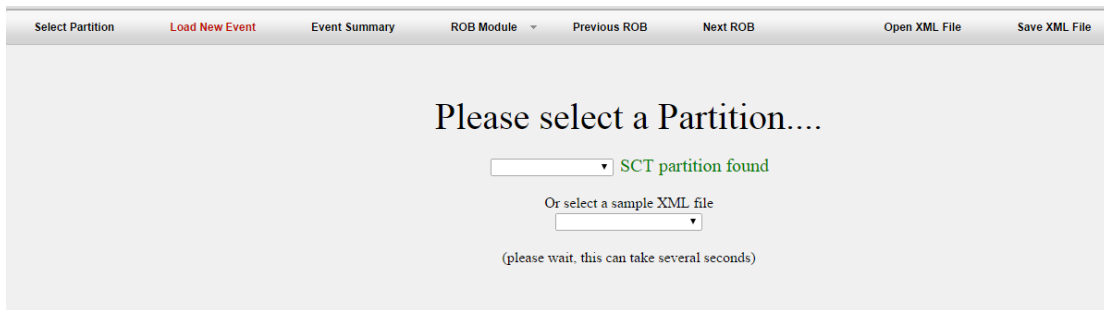 Select Partition Load New Event Event Summary ROB Module Previous ROB Next ROB Open XML File Save XML File
Please select a Partition....
SCT partition found
Or select a sample XML file
(please wait, this can take several seconds)